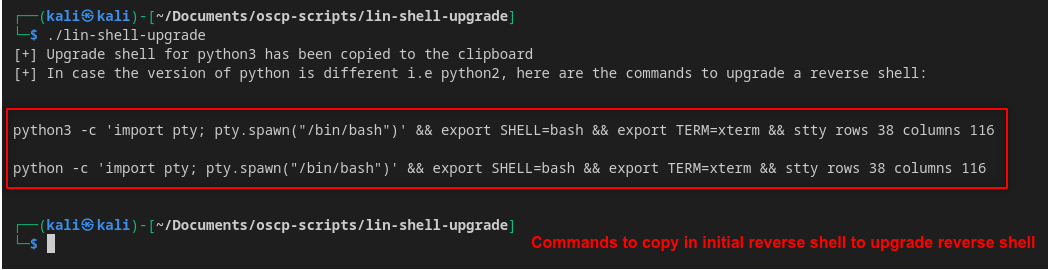 ┌──(kali㉿kali)-[~/Documents/oscp-scripts/lin-shell-upgrade]
└─$ ./lin-shell-upgrade
[+] Upgrade shell for python3 has been copied to the clipboard
[+] In case the version of python is different i.e python2, here are the commands to upgrade a reverse shell:
python3 -c 'import pty; pty.spawn("/bin/bash")' && export SHELL=bash && export TERM=xterm && stty rows 38 columns 116
python -c 'import pty; pty.spawn("/bin/bash")' && export SHELL=bash && export TERM=xterm && stty rows 38 columns 116
┌──(kali㉿kali)-[~/Documents/oscp-scripts/lin-shell-upgrade]
└─$
Commands to copy in initial reverse shell to upgrade reverse shell